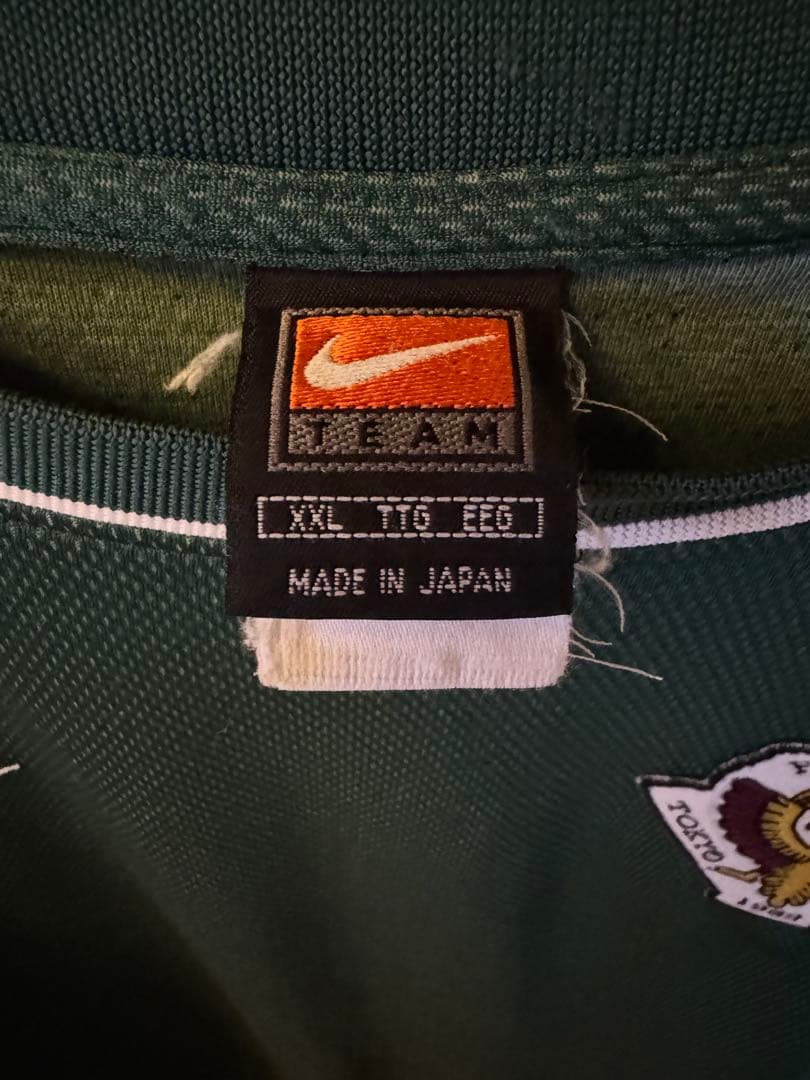 TEAM
XXL TTG EEG
MADE IN JAPAN
TOKYO